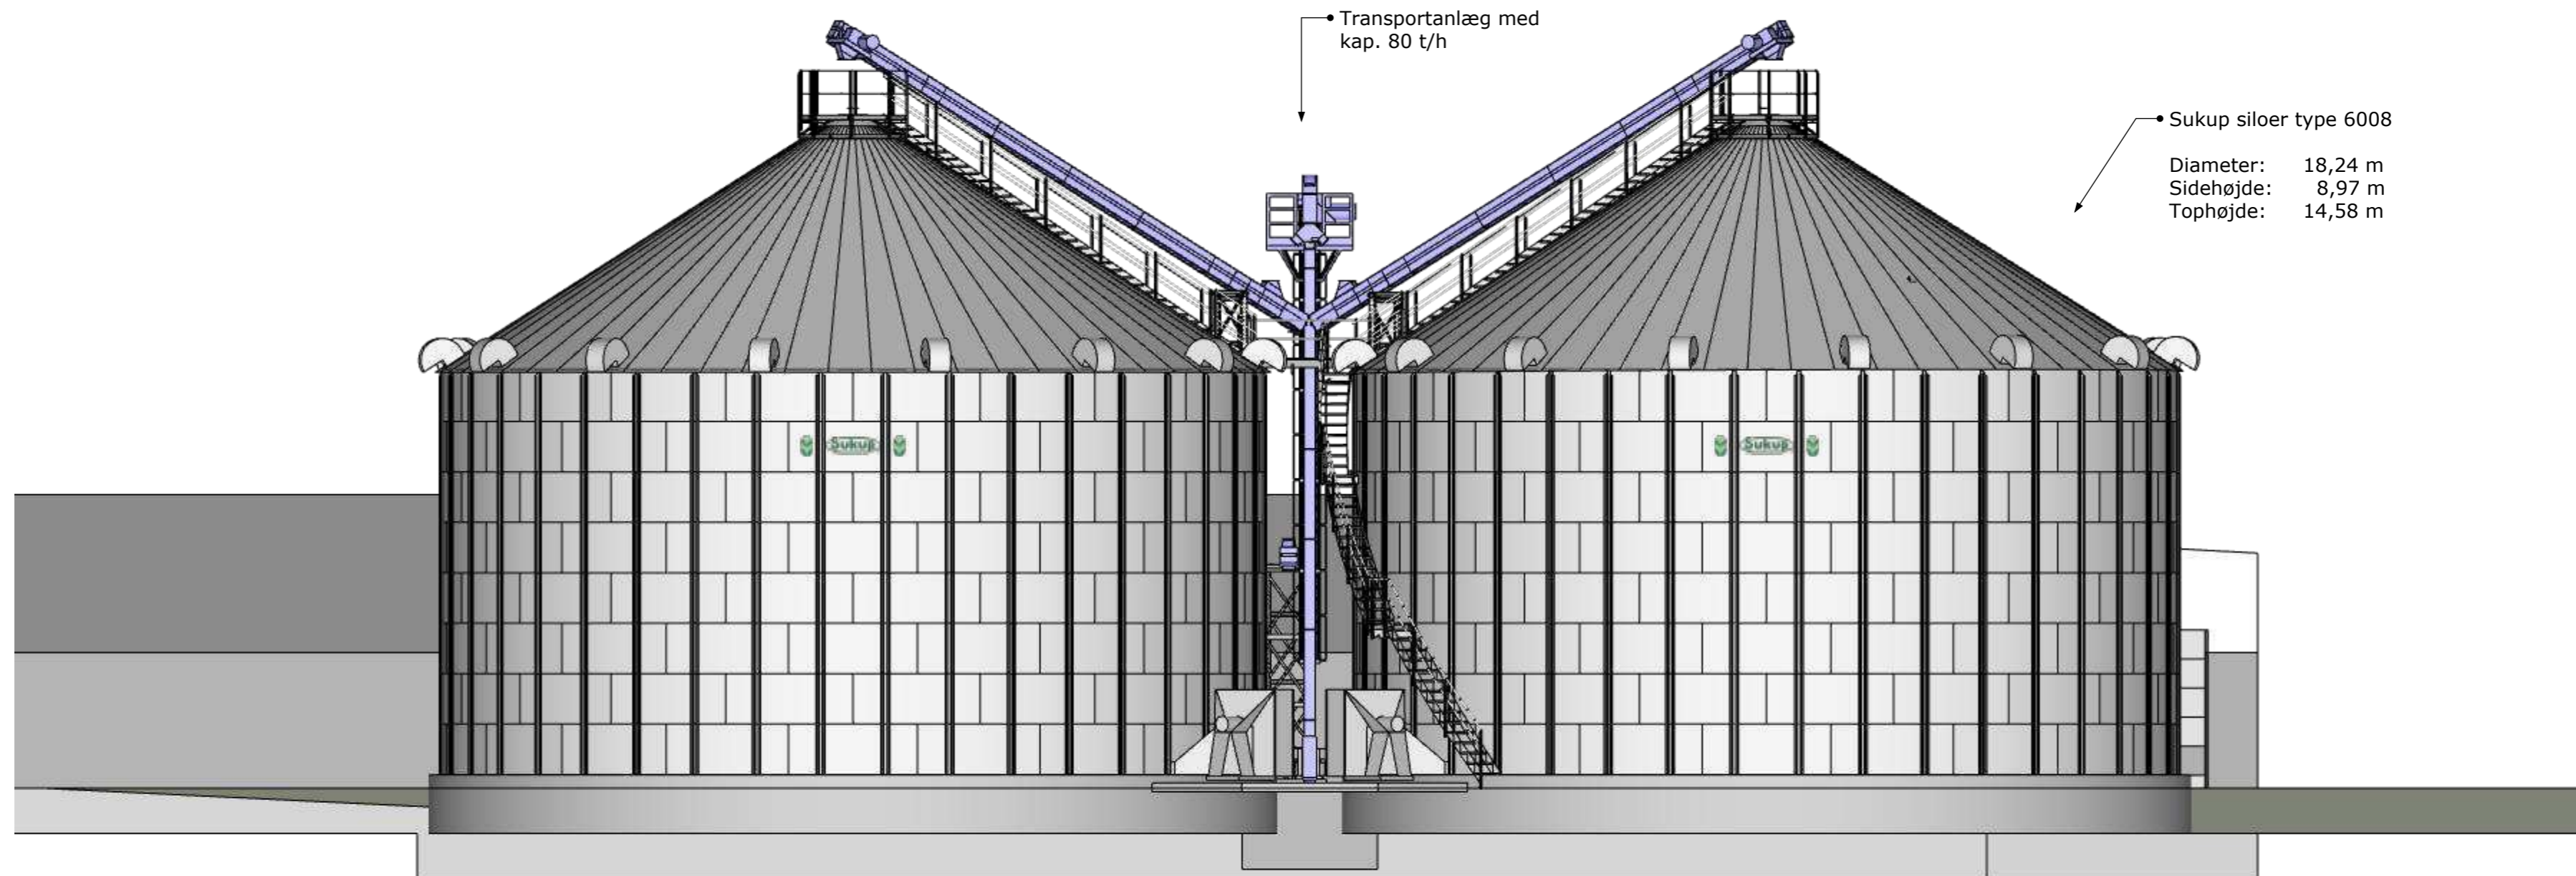 Transportanlæg med
kap. 80 t/h
Sukup siloer type 6008
Diameter: 18,24 m
Sidehøjde: 8,97 m
Tophøjde: 14,58 m
Sukup
Sukup